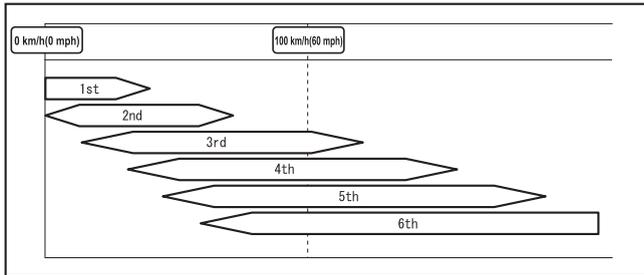 0 km/h(0 mph)
100 km/h(60 mph)
1st
2nd
3rd
4th
5th
6th